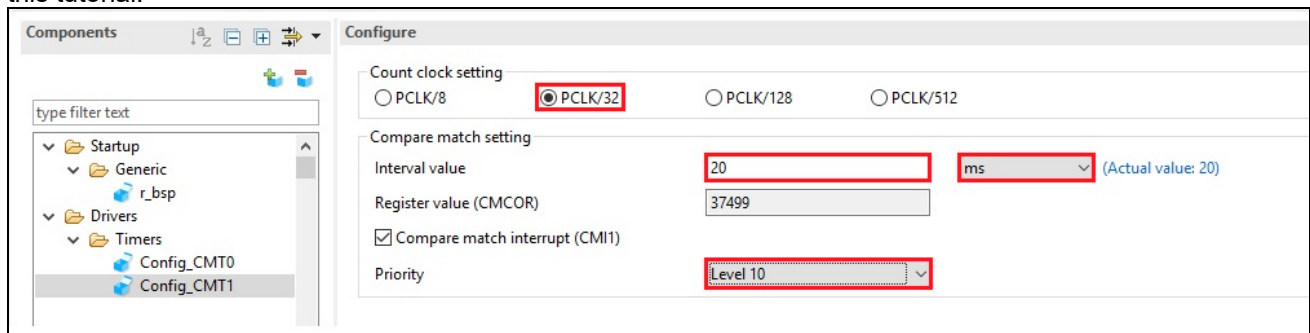 this tutorial.
Components
Configure
type filter text
Startup
Generic
r_bsp
Drivers
Timers
Config_CMT0
Config_CMT1
Count clock setting
PCLK/8 PCLK/32 PCLK/128 PCLK/512
Compare match setting
Interval value 20 ms (Actual value: 20)
Register value (CMCOR) 37499
Compare match interrupt (CMI1)
Priority Level 10